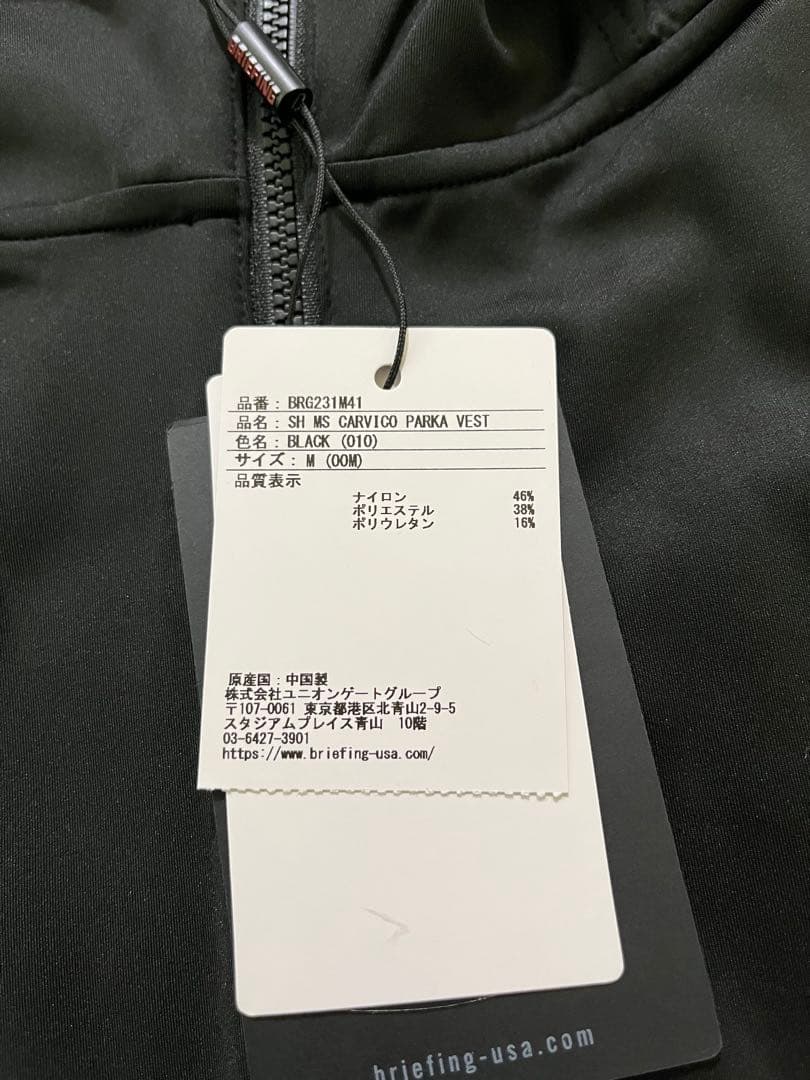 BRIEFING
品番：BRG231M41
品名：SH MS CARVICO PARKA VEST
色名：BLACK (010)
サイズ：M (00M)
品質表示
ナイロン 46%
ポリエステル 38%
ポリウレタン 16%
原産国：中国製
株式会社ユニオンゲートグループ
〒107-0061 東京都港区北青山2-9-5
スタジアムプレイス青山 10階
03-6427-3901
https://www.briefing-usa.com/
briefing-usa.com